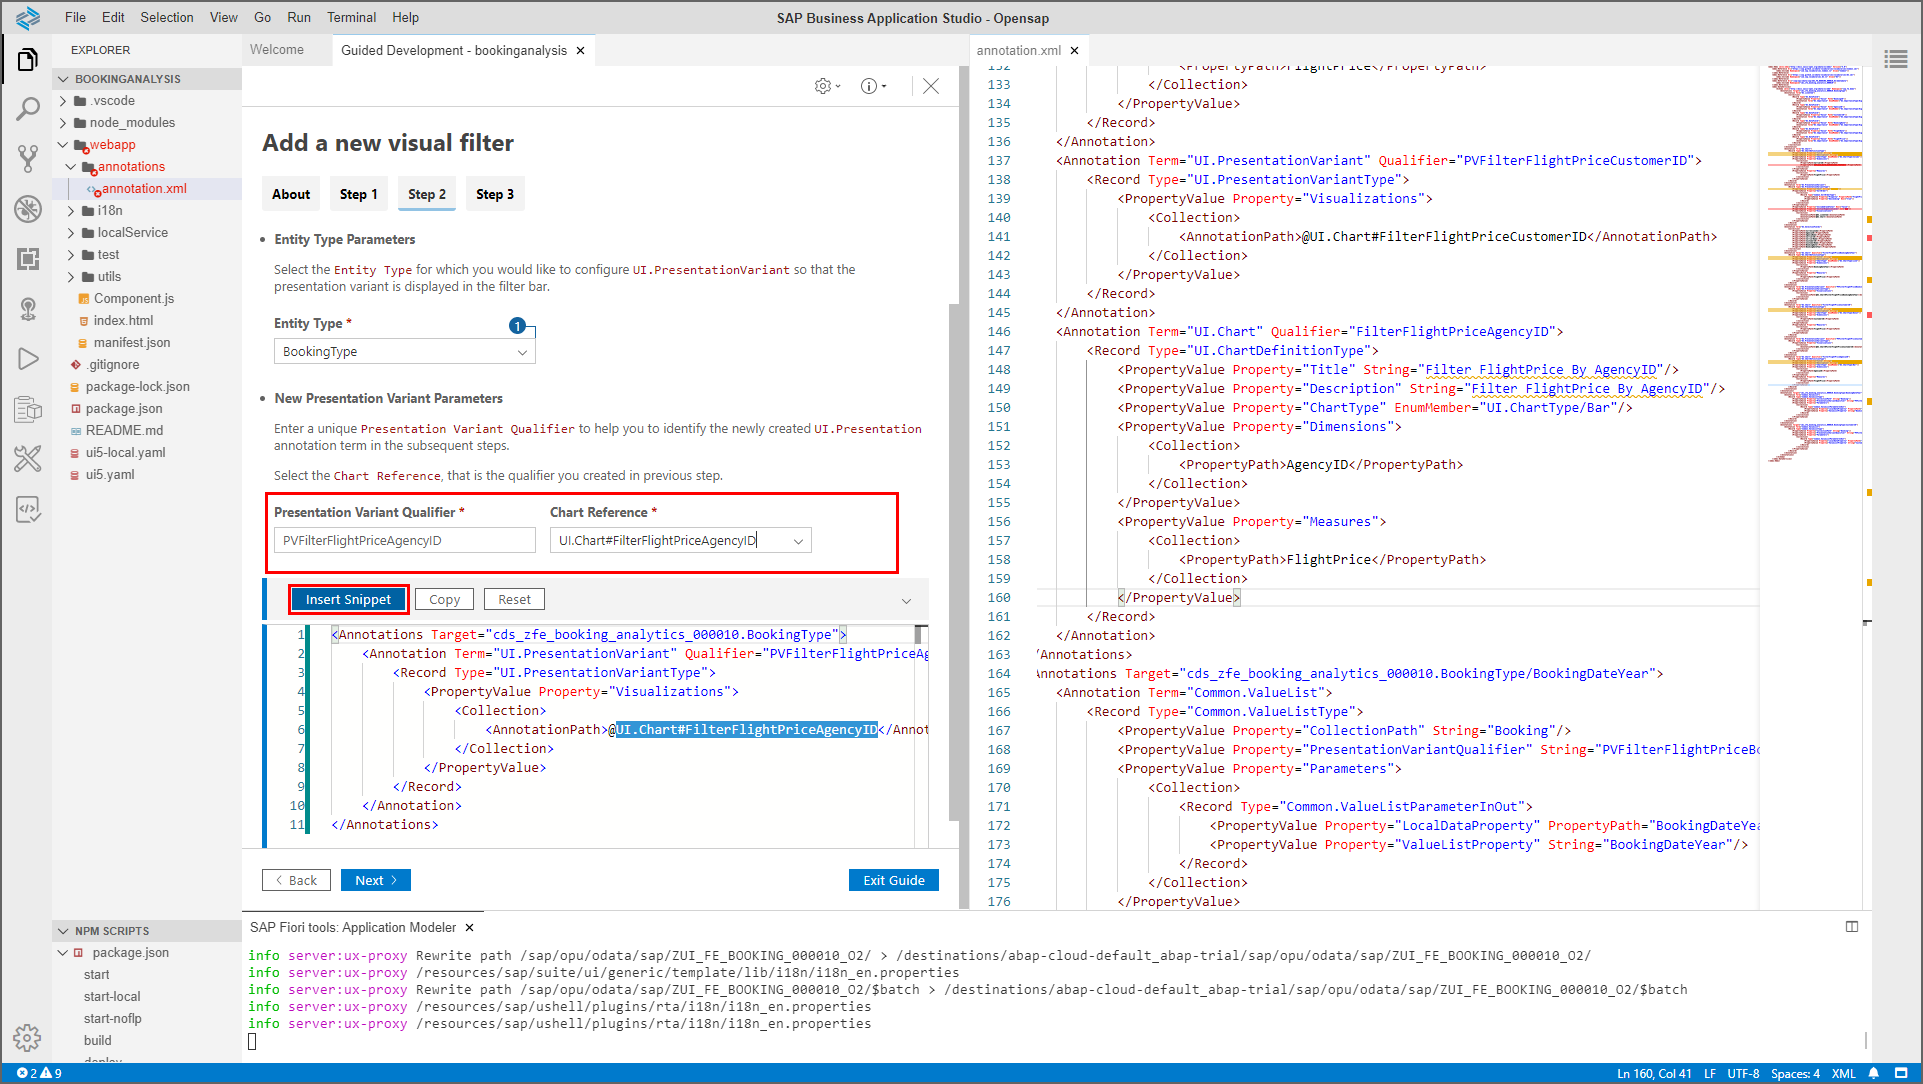 File Edit Selection View Go Run Terminal Help
SAP Business Application Studio - Opensap
EXPLORER
BOOKINGANALYSIS
.vscode
node_modules
webapp
annotations
annotation.xml
i18n
localService
test
utils
Component.js
index.html
manifest.json
.gitignore
package-lock.json
package.json
README.md
ui5-local.yaml
ui5.yaml
NPM SCRIPTS
package.json
start
start-local
start-noflp
build
deploy
Welcome
Guided Development - bookinganalysis
Add a new visual filter
About Step 1 Step 2 Step 3
Entity Type Parameters
Select the Entity Type for which you would like to configure UI.PresentationVariant so that the
presentation variant is displayed in the filter bar.
Entity Type *
1
BookingType
New Presentation Variant Parameters
Enter a unique Presentation Variant Qualifier to help you to identify the newly created UI.Presentation
annotation term in the subsequent steps.
Select the Chart Reference, that is the qualifier you created in previous step.
Presentation Variant Qualifier * Chart Reference *
PVFilterFlightPriceAgencyID UI.Chart#FilterFlightPriceAgencyID
Insert Snippet Copy Reset
1 <Annotations Target="cds_zfe_booking_analytics_000010.BookingType">
2 <Annotation Term="UI.PresentationVariant" Qualifier="PVFilterFlightPriceAg
3 <Record Type="UI.PresentationVariantType">
4 <PropertyValue Property="Visualizations">
5 <Collection>
6 <AnnotationPath>@UI.Chart#FilterFlightPriceAgencyID</Annot
7 </Collection>
8 </PropertyValue>
9 </Record>
10 </Annotation>
11 </Annotations>
Back Next Exit Guide
annotation.xml
132 <PropertyPath>FlightPrice</PropertyPath>
133 </Collection>
134 </PropertyValue>
135 </Record>
136 </Annotation>
137 <Annotation Term="UI.PresentationVariant" Qualifier="PVFilterFlightPriceCustomerID">
138 <Record Type="UI.PresentationVariantType">
139 <PropertyValue Property="Visualizations">
140 <Collection>
141 <AnnotationPath>@UI.Chart#FilterFlightPriceCustomerID</AnnotationPath>
142 </Collection>
143 </PropertyValue>
144 </Record>
145 </Annotation>
146 <Annotation Term="UI.Chart" Qualifier="FilterFlightPriceAgencyID">
147 <Record Type="UI.ChartDefinitionType">
148 <PropertyValue Property="Title" String="Filter FlightPrice By AgencyID"/>
149 <PropertyValue Property="Description" String="Filter FlightPrice By AgencyID"/>
150 <PropertyValue Property="ChartType" EnumMember="UI.ChartType/Bar"/>
151 <PropertyValue Property="Dimensions">
152 <Collection>
153 <PropertyPath>AgencyID</PropertyPath>
154 </Collection>
155 </PropertyValue>
156 <PropertyValue Property="Measures">
157 <Collection>
158 <PropertyPath>FlightPrice</PropertyPath>
159 </Collection>
160 </PropertyValue>
161 </Record>
162 </Annotation>
163 /Annotations>
164 Annotations Target="cds_zfe_booking_analytics_000010.BookingType/BookingDateYear">
165 <Annotation Term="Common.ValueList">
166 <Record Type="Common.ValueListType">
167 <PropertyValue Property="CollectionPath" String="Booking"/>
168 <PropertyValue Property="PresentationVariantQualifier" String="PVFilterFlightPriceBo
169 <PropertyValue Property="Parameters">
170 <Collection>
171 <Record Type="Common.ValueListParameterInOut">
172 <PropertyValue Property="LocalDataProperty" PropertyPath="BookingDateYea
173 <PropertyValue Property="ValueListProperty" String="BookingDateYear"/>
174 </Record>
175 </Collection>
176 </PropertyValue>
SAP Fiori tools: Application Modeler
info server:ux-proxy Rewrite path /sap/opu/odata/sap/ZUI_FE_BOOKING_000010_O2/ > /destinations/abap-cloud-default_abap-trial/sap/opu/odata/sap/ZUI_FE_BOOKING_000010_O2/
info server:ux-proxy /resources/sap/suite/ui/generic/template/lib/i18n/i18n_en.properties
info server:ux-proxy Rewrite path /sap/opu/odata/sap/ZUI_FE_BOOKING_000010_O2/$batch > /destinations/abap-cloud-default_abap-trial/sap/opu/odata/sap/ZUI_FE_BOOKING_000010_O2/$batch
info server:ux-proxy /resources/sap/ushell/plugins/rta/i18n/i18n_en.properties
info server:ux-proxy /resources/sap/ushell/plugins/rta/i18n/i18n_en.properties
2 9
Ln 160, Col 41 LF UTF-8 Spaces: 4 XML